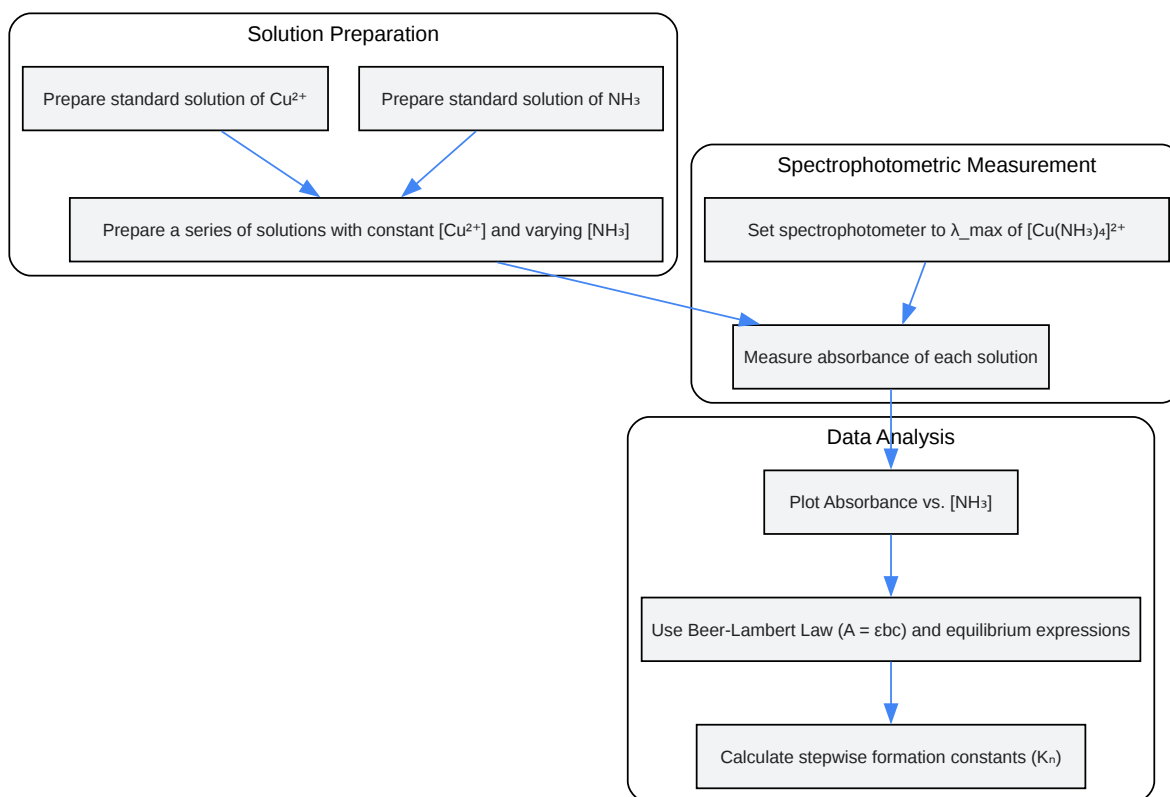 Solution Preparation
Prepare standard solution of Cu²⁺
Prepare standard solution of NH₃
Prepare a series of solutions with constant [Cu²⁺] and varying [NH₃]
Spectrophotometric Measurement
Set spectrophotometer to λ_max of [Cu(NH₃)₄]²⁺
Measure absorbance of each solution
Data Analysis
Plot Absorbance vs. [NH₃]
Use Beer-Lambert Law (A = εbc) and equilibrium expressions
Calculate stepwise formation constants (Kₙ)